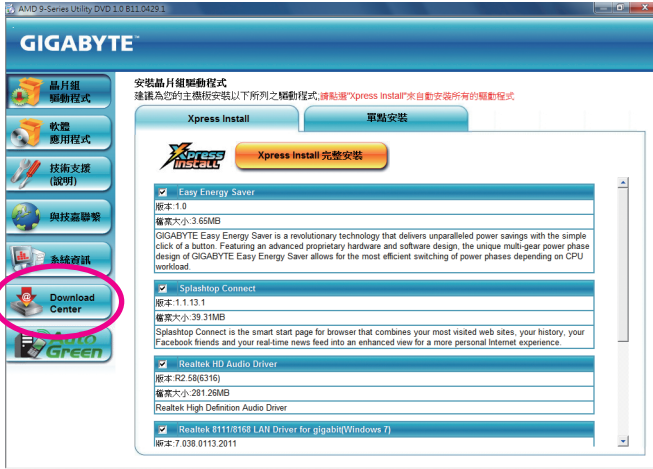 AMD 9-Series Utility DVD 1.0 B11.0429.1
GIGABYTE™
晶片組
驅動程式
軟體
應用程式
技術支援
(說明)
與技嘉聯繫
系統資訊
Download
Center
Auto
Green
安裝晶片組驅動程式
建議為您的主機板安裝以下所列之驅動程式;請點選"Xpress Install"來自動安裝所有的驅動程式
Xpress Install
單點安裝
Xpress
INSTALL
Xpress Install 完整安裝
Easy Energy Saver
版本:1.0
檔案大小:3.65MB
GIGABYTE Easy Energy Saver is a revolutionary technology that delivers unparalleled power savings with the simple
click of a button. Featuring an advanced proprietary hardware and software design, the unique multi-gear power phase
design of GIGABYTE Easy Energy Saver allows for the most efficient switching of power phases depending on CPU
workload.
Splashtop Connect
版本:1.1.13.1
檔案大小:39.31MB
Splashtop Connect is the smart start page for browser that combines your most visited web sites, your history, your
Facebook friends and your real-time news feed into an enhanced view for a more personal Internet experience.
Realtek HD Audio Driver
版本:R2.58(6316)
檔案大小:281.26MB
Realtek High Definition Audio Driver
Realtek 8111/8168 LAN Driver for gigabit(Windows 7)
版本:7.038.0113.2011